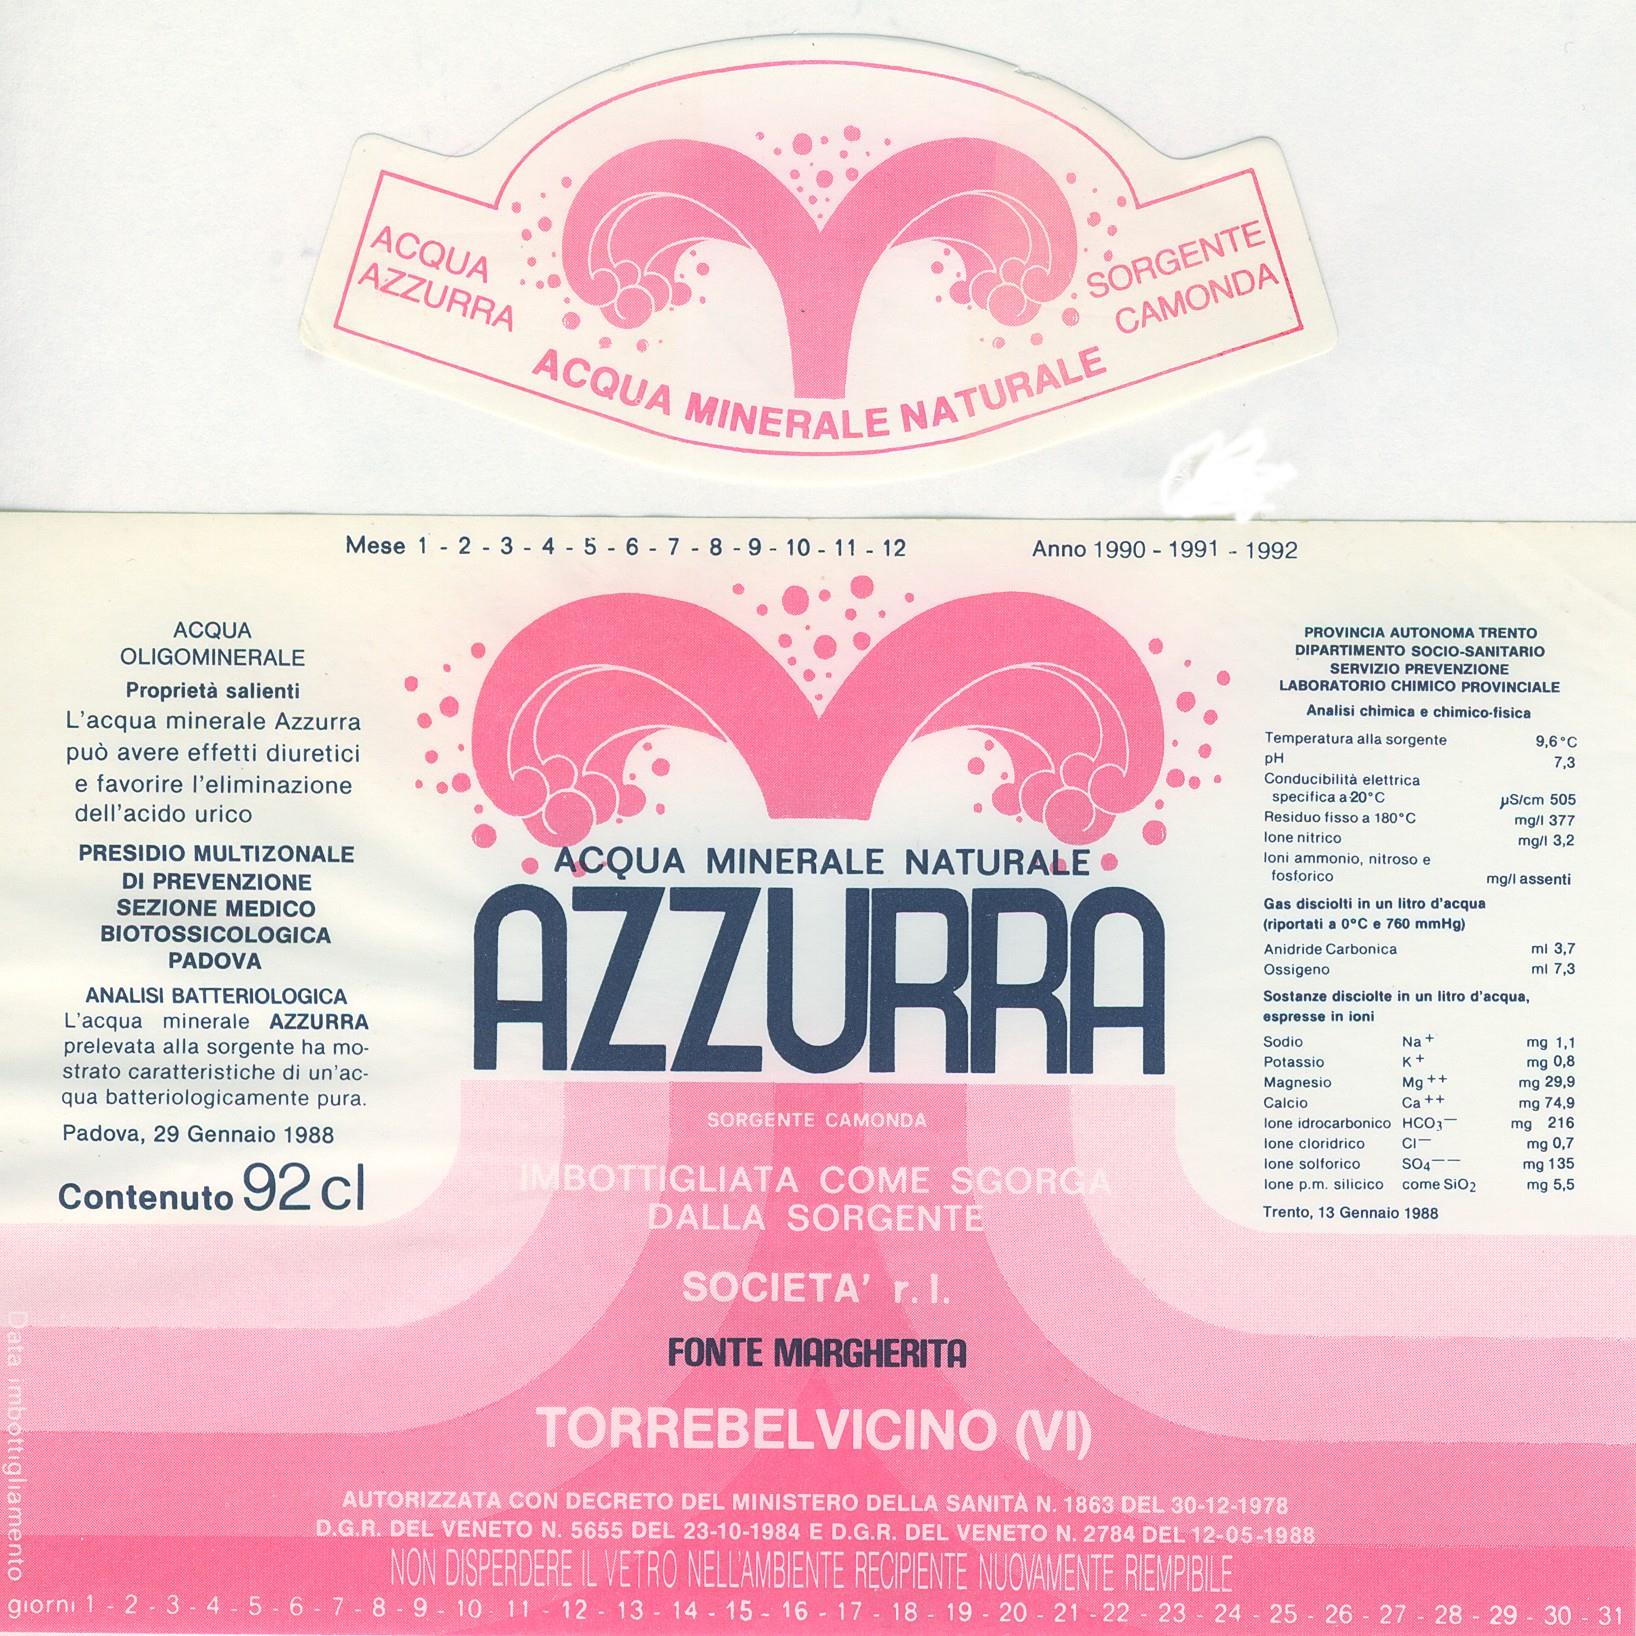 ACQUA
AZZURRA
SORGENTE
CAMONDA
ACQUA MINERALE NATURALE
Mese 1 - 2 - 3 - 4 - 5 - 6 - 7 - 8 - 9 - 10 - 11 - 12
Anno 1990 - 1991 - 1992
ACQUA
OLIGOMINERALE
Proprietà salienti
L'acqua minerale Azzurra
può avere effetti diuretici
e favorire l'eliminazione
dell'acido urico
PRESIDIO MULTIZONALE
DI PREVENZIONE
SEZIONE MEDICO
BIOTOSSICOLOGICA
PADOVA
ANALISI BATTERIOLOGICA
L'acqua minerale AZZURRA
prelevata alla sorgente ha mo-
strato caratteristiche di un'ac-
qua batteriologicamente pura.
Padova, 29 Gennaio 1988
Contenuto 92 cl
ACQUA MINERALE NATURALE
AZZURRA
SORGENTE CAMONDA
IMBOTTIGLIATA COME SGORGA
DALLA SORGENTE
SOCIETA' r. l.
FONTE MARGHERITA
TORREBELVICINO (VI)
PROVINCIA AUTONOMA TRENTO
DIPARTIMENTO SOCIO-SANITARIO
SERVIZIO PREVENZIONE
LABORATORIO CHIMICO PROVINCIALE
Analisi chimica e chimico-fisica
Temperatura alla sorgente 9,6°C
pH 7,3
Conducibilità elettrica
specifica a 20°C µS/cm 505
Residuo fisso a 180°C mg/l 377
Ione nitrico mg/l 3,2
Ioni ammonio, nitroso e
fosforico mg/l assenti
Gas disciolti in un litro d'acqua
(riportati a 0°C e 760 mmHg)
Anidride Carbonica ml 3,7
Ossigeno ml 7,3
Sostanze disciolte in un litro d'acqua,
espresse in ioni
Sodio Na+ mg 1,1
Potassio K+ mg 0,8
Magnesio Mg++ mg 29,9
Calcio Ca++ mg 74,9
Ione idrocarbonico HCO3— mg 216
Ione cloridrico Cl— mg 0,7
Ione solforico SO4—— mg 135
Ione p.m. silicico come SiO2 mg 5,5
Trento, 13 Gennaio 1988
AUTORIZZATA CON DECRETO DEL MINISTERO DELLA SANITÀ N. 1863 DEL 30-12-1978
D.G.R. DEL VENETO N. 5655 DEL 23-10-1984 E D.G.R. DEL VENETO N. 2784 DEL 12-05-1988
NON DISPERDERE IL VETRO NELL'AMBIENTE RECIPIENTE NUOVAMENTE RIEMPIBILE
Data imbottigliamento
giorni 1 - 2 - 3 - 4 - 5 - 6 - 7 - 8 - 9 - 10 - 11 - 12 - 13 - 14 - 15 - 16 - 17 - 18 - 19 - 20 - 21 - 22 - 23 - 24 - 25 - 26 - 27 - 28 - 29 - 30 - 31